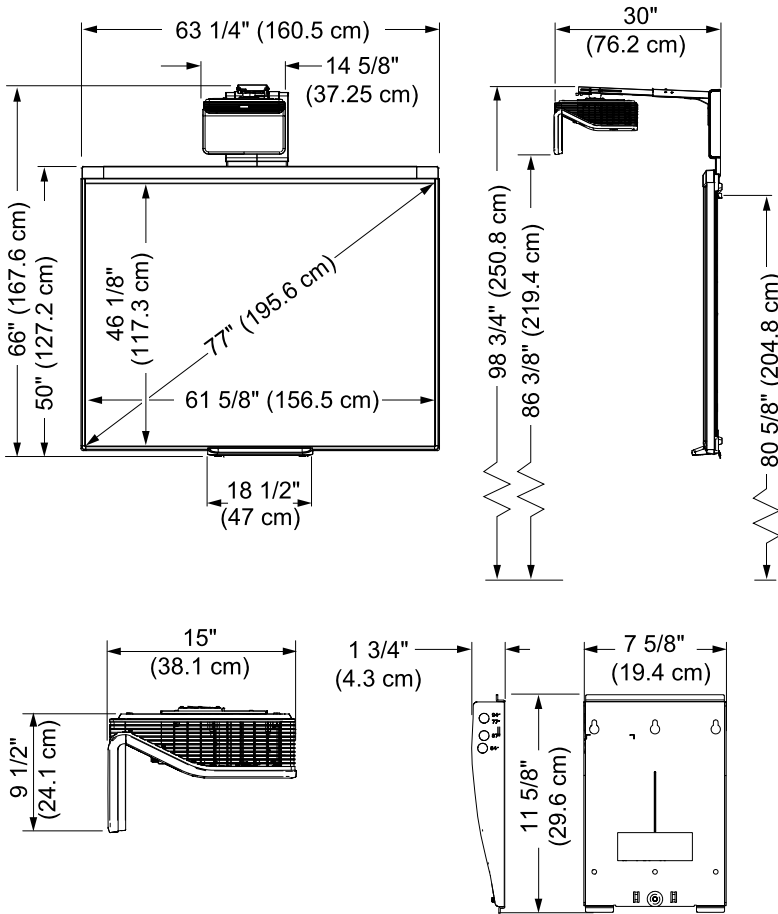 63 1/4" (160.5 cm)
14 5/8"
(37.25 cm)
30"
(76.2 cm)
66" (167.6 cm)
50" (127.2 cm)
46 1/8"
(117.3 cm)
77" (195.6 cm)
61 5/8" (156.5 cm)
18 1/2"
(47 cm)
98 3/4" (250.8 cm)
86 3/8" (219.4 cm)
80 5/8" (204.8 cm)
15"
(38.1 cm)
9 1/2"
(24.1 cm)
1 3/4"
(4.3 cm)
7 5/8"
(19.4 cm)
11 5/8"
(29.6 cm)
77"